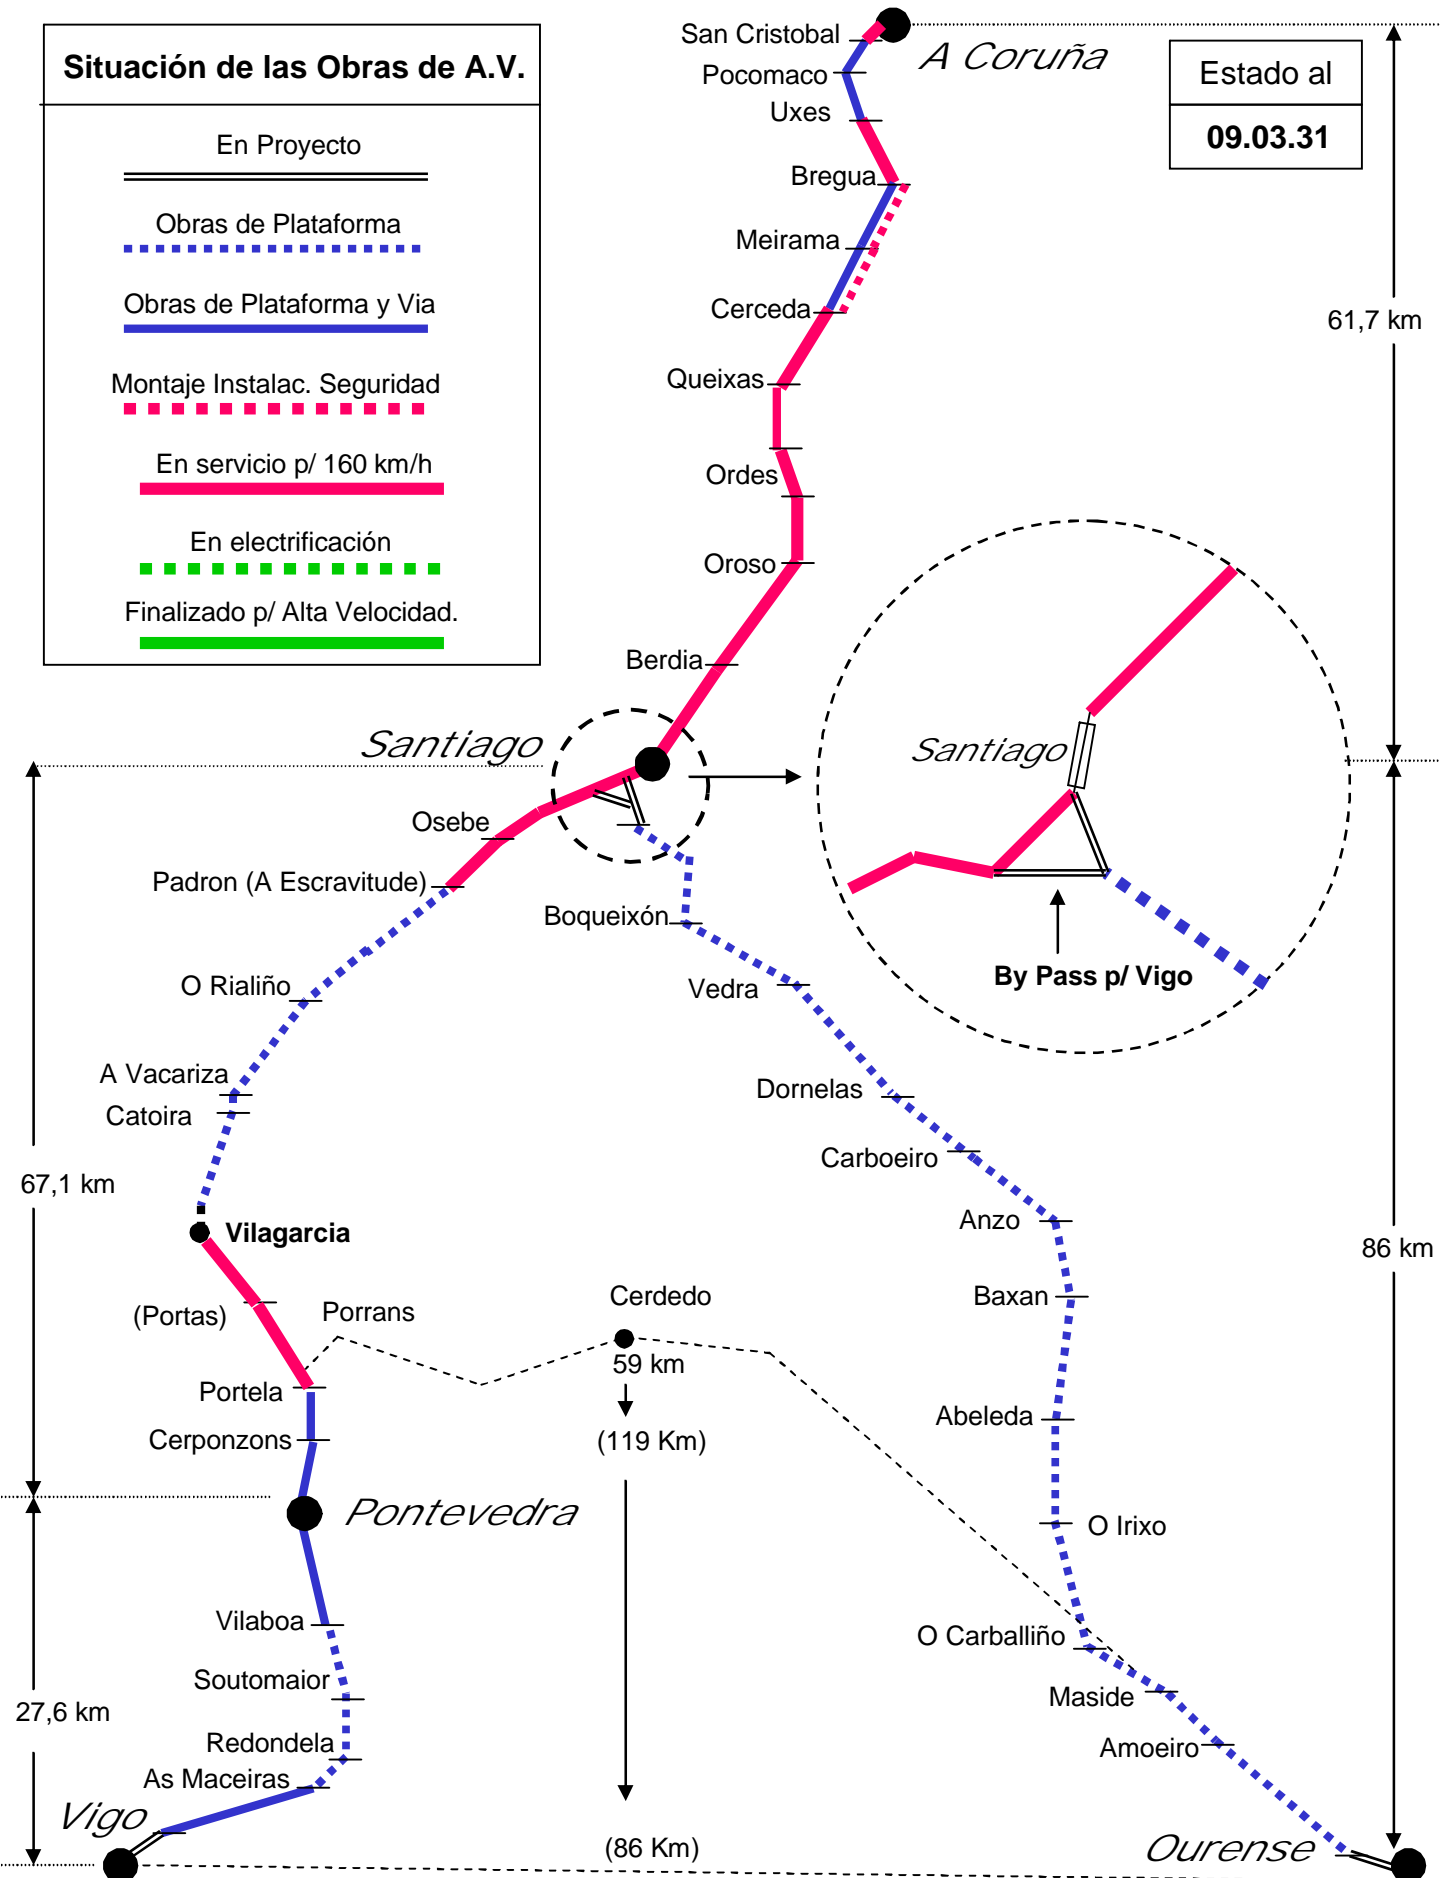 Situación de las Obras de A.V.
En Proyecto
Obras de Plataforma
Obras de Plataforma y Via
Montaje Instalac. Seguridad
En servicio p/ 160 km/h
En electrificación
Finalizado p/ Alta Velocidad.
Estado al
09.03.31
San Cristobal
A Coruña
Pocomaco
Uxes
Bregua
Meirama
Cerceda
61,7 km
Queixas
Ordes
Oroso
Berdia
Santiago
Santiago
Osebe
Padron (A Escravitude)
Boqueixón
By Pass p/ Vigo
O Rialiño
Vedra
A Vacariza
Catoira
Dornelas
Carboeiro
67,1 km
Vilagarcia
Anzo
86 km
(Portas)
Porrans
Cerdedo
Baxan
59 km
Portela
Cerponzons
(119 Km)
Abeleda
Pontevedra
O Irixo
Vilaboa
O Carballiño
Soutomaior
Maside
27,6 km
Redondela
Amoeiro
As Maceiras
Vigo
(86 Km)
Ourense